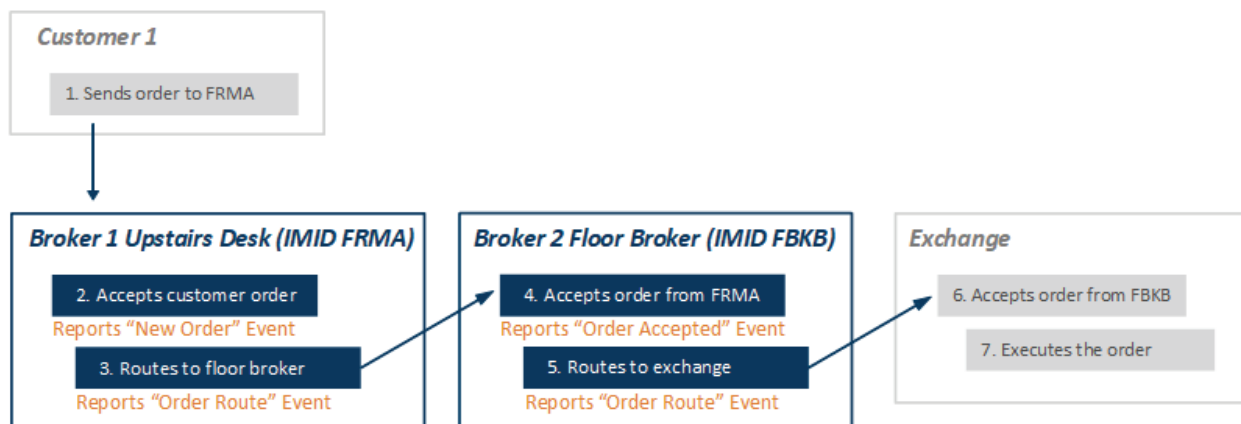 Customer 1
1. Sends order to FRMA
Broker 1 Upstairs Desk (IMID FRMA)
2. Accepts customer order
Reports “New Order” Event
3. Routes to floor broker
Reports “Order Route” Event
Broker 2 Floor Broker (IMID FBKB)
4. Accepts order from FRMA
Reports “Order Accepted” Event
5. Routes to exchange
Reports “Order Route” Event
Exchange
6. Accepts order from FBKB
7. Executes the order